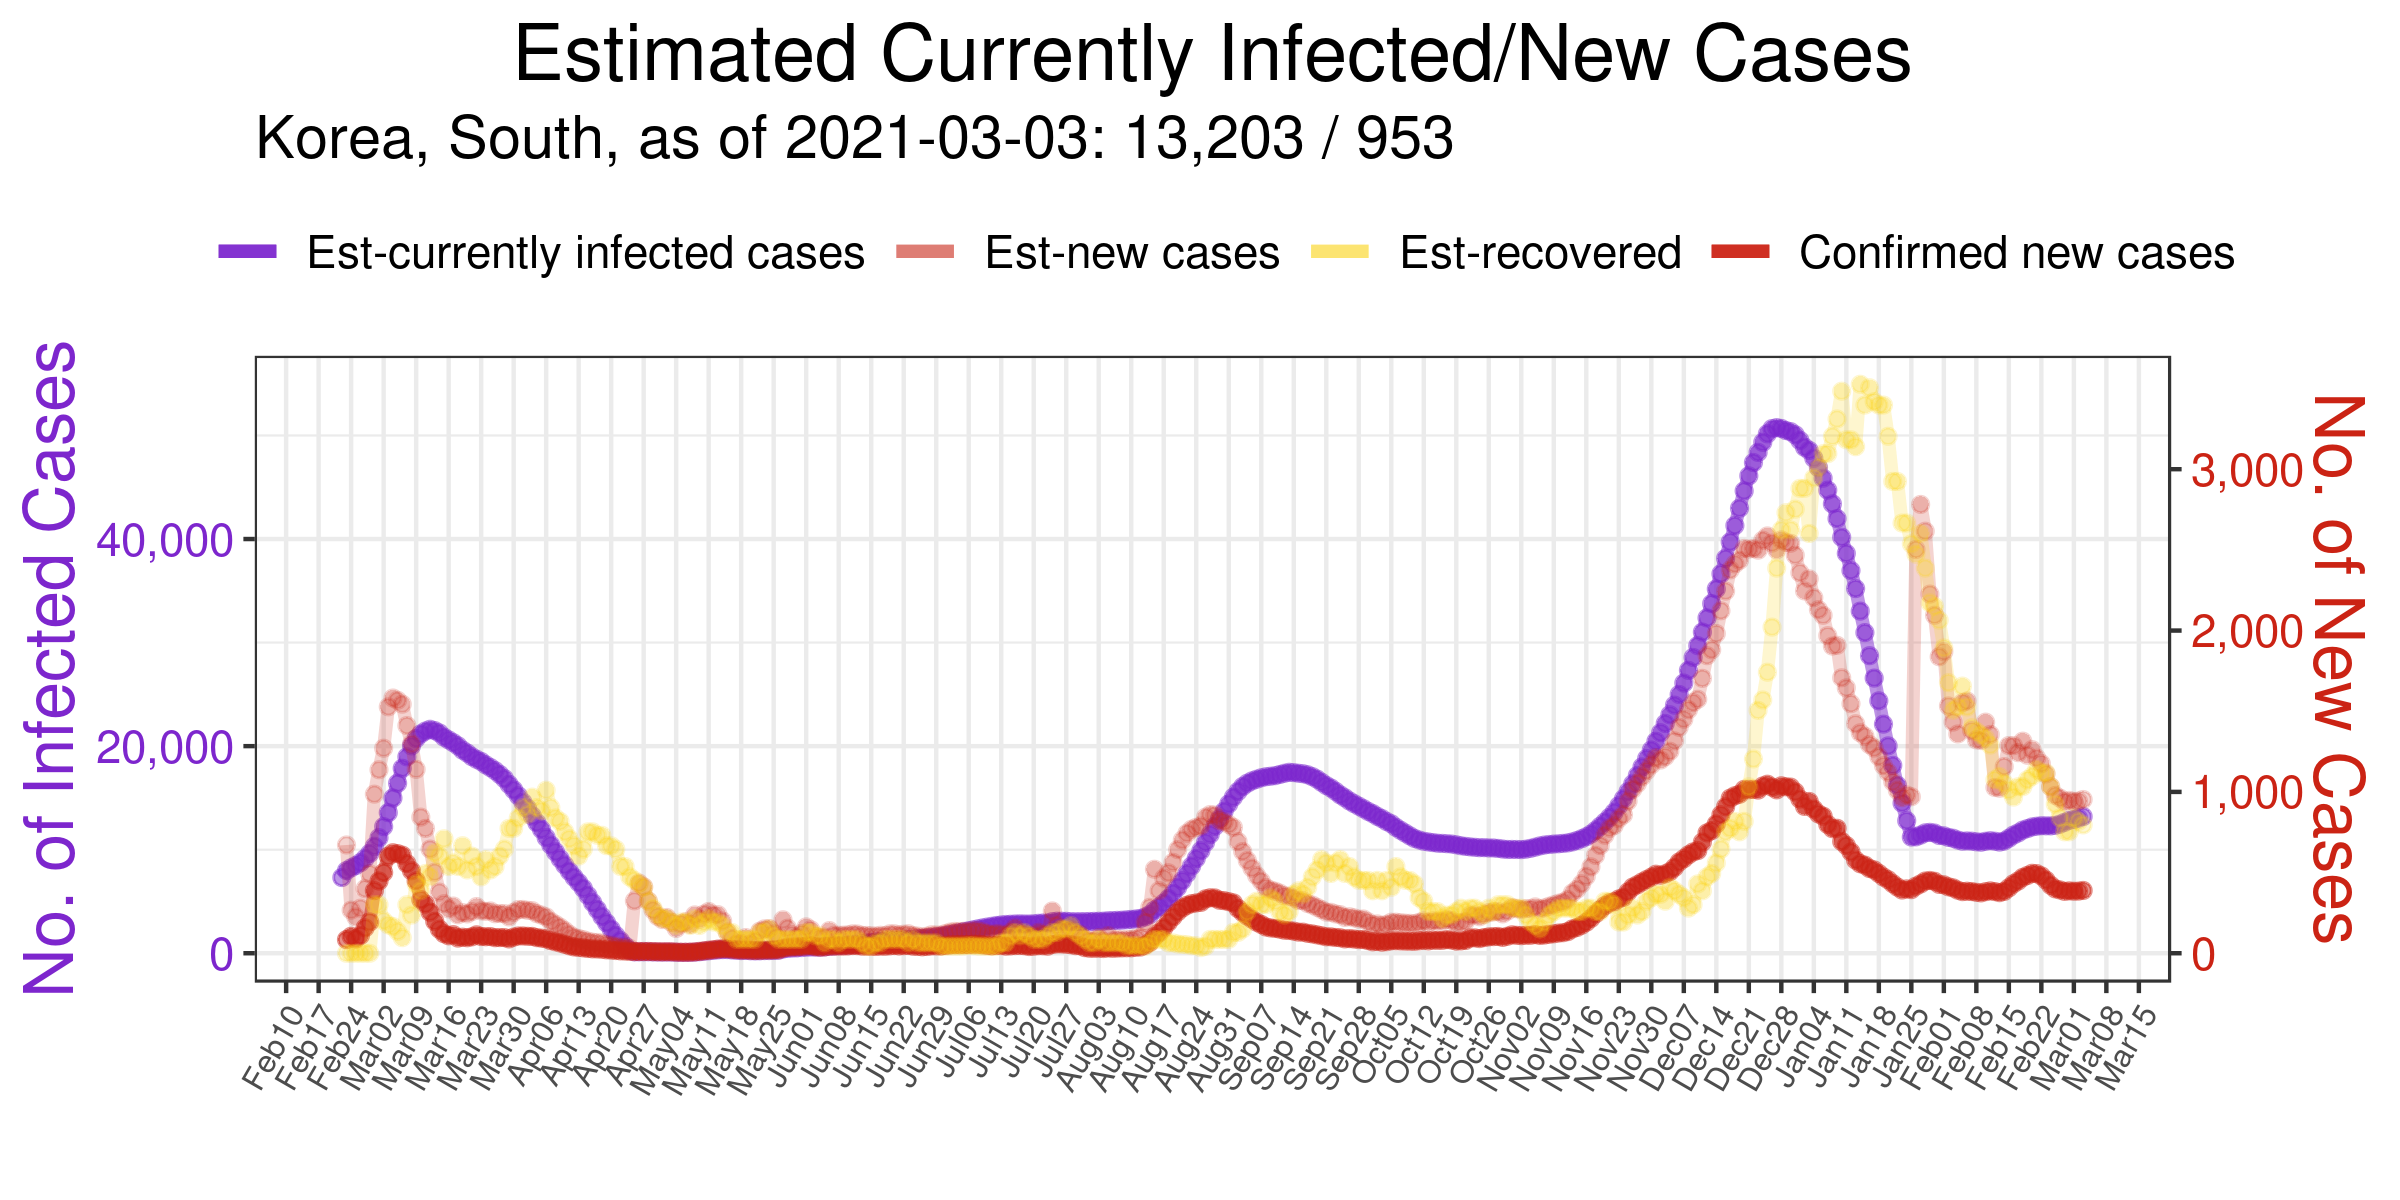 Estimated Currently Infected/New Cases
Korea, South, as of 2021-03-03: 13,203 / 953
Est-currently infected cases Est-new cases Est-recovered Confirmed new cases
No. of Infected Cases
40,000
20,000
0
3,000
2,000
1,000
0
No. of New Cases
Feb10 Feb17 Feb24 Mar02 Mar09 Mar16 Mar23 Mar30 Apr06 Apr13 Apr20 Apr27 May04 May11 May18 May25 Jun01 Jun08 Jun15 Jun22 Jun29 Jul06 Jul13 Jul20 Jul27 Aug03 Aug10 Aug17 Aug24 Aug31 Sep07 Sep14 Sep21 Sep28 Oct05 Oct12 Oct19 Oct26 Nov02 Nov09 Nov16 Nov23 Nov30 Dec07 Dec14 Dec21 Dec28 Jan04 Jan11 Jan18 Jan25 Feb01 Feb08 Feb15 Feb22 Mar01 Mar08 Mar15